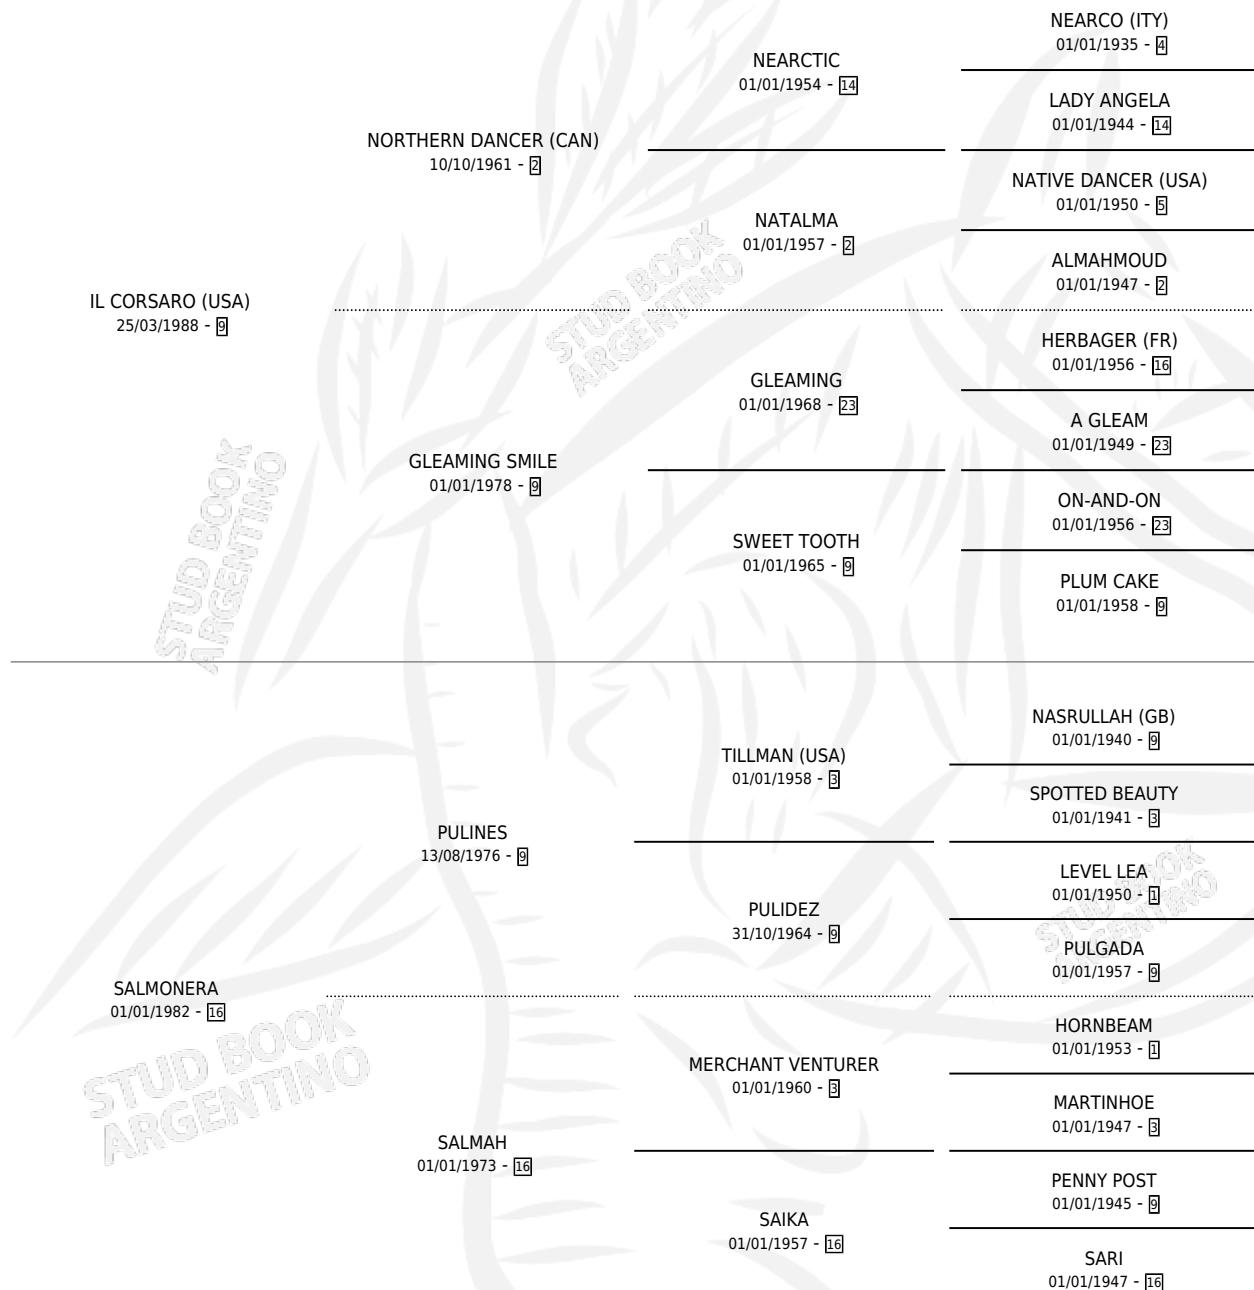 NEARCO (ITY)
01/01/1935 - 4
NEARCTIC
01/01/1954 - 14
LADY ANGELA
01/01/1944 - 14
NORTHERN DANCER (CAN)
10/10/1961 - 2
NATIVE DANCER (USA)
01/01/1950 - 5
NATALMA
01/01/1957 - 2
ALMAHMOUD
01/01/1947 - 2
IL CORSARO (USA)
25/03/1988 - 9
HERBAGER (FR)
01/01/1956 - 16
GLEAMING
01/01/1968 - 23
A GLEAM
01/01/1949 - 23
GLEAMING SMILE
01/01/1978 - 9
ON-AND-ON
01/01/1956 - 23
SWEET TOOTH
01/01/1965 - 9
PLUM CAKE
01/01/1958 - 9
STUD BOOK
ARGENTINO
STUD BOOK
ARGENTINO
NASRULLAH (GB)
01/01/1940 - 9
TILLMAN (USA)
01/01/1958 - 3
SPOTTED BEAUTY
01/01/1941 - 3
PULINES
13/08/1976 - 9
LEVEL LEA
01/01/1950 - 1
PULIDEZ
31/10/1964 - 9
PULGADA
01/01/1957 - 9
STUD BOOK
ARGENTINO
SALMONERA
01/01/1982 - 16
HORNBEAM
01/01/1953 - 1
MERCHANT VENTURER
01/01/1960 - 3
MARTINHOE
01/01/1947 - 3
STUD BOOK
ARGENTINO
SALMAH
01/01/1973 - 16
PENNY POST
01/01/1945 - 9
SAIKA
01/01/1957 - 16
SARI
01/01/1947 - 16